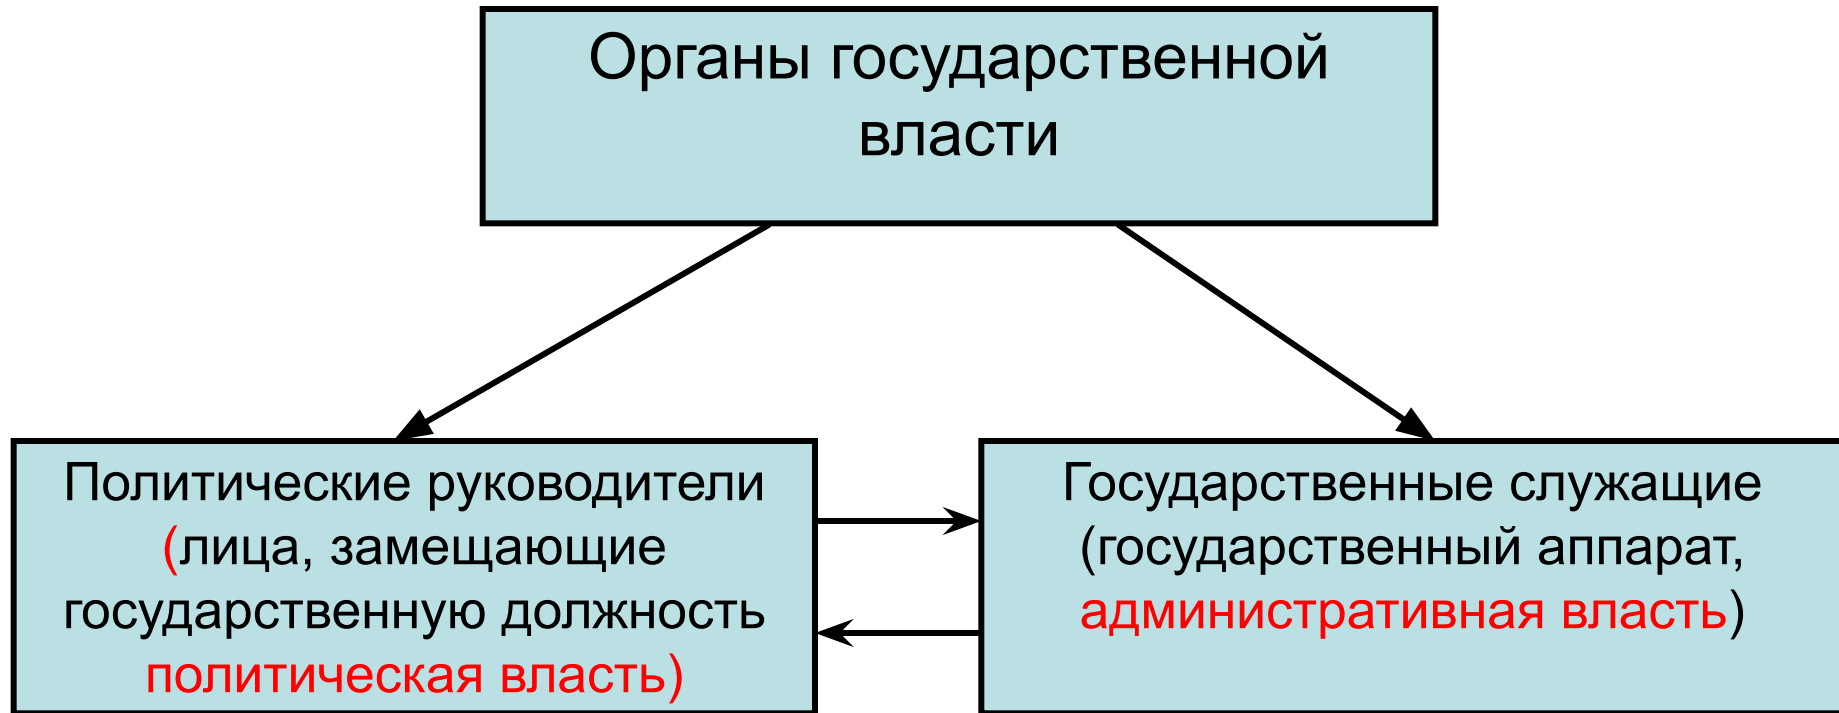 Органы государственной
власти
Политические руководители
(лица, замещающие
государственную должность
политическая власть)
Государственные служащие
(государственный аппарат,
административная власть)